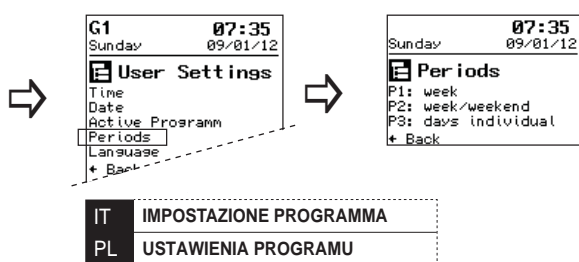 G1 07:35
Sunday 09/01/12
User Settings
Time
Date
Active Programm
Periods
Language
← Back
07:35
Sunday 09/01/12
Periods
P1: week
P2: week/weekend
P3: days individual
← Back
IT IMPOSTAZIONE PROGRAMMA
PL USTAWIENIA PROGRAMU